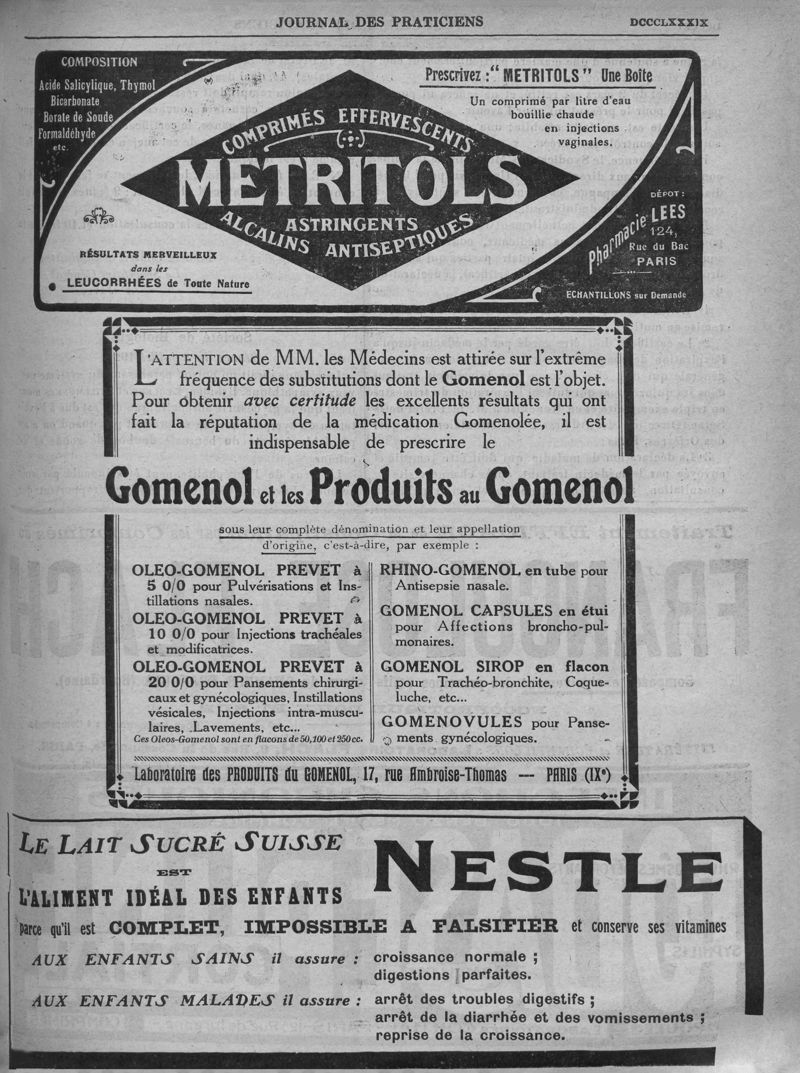 JOURNAL DES PRATICIENS
DCCCLXXXIX
COMPOSITION
Acide Salicylique, Thymol
Bicarbonate
Borate de Soude
Formaldéhyde
etc.
Prescrivez : "METRITOLS" Une Boîte
Un comprimé par litre d'eau
bouillie chaude
en injections
vaginales.
COMPRIMÉS EFFERVESCENTS
METRITOLS
ASTRINGENTS
ALCALINS ANTISEPTIQUES
RÉSULTATS MERVEILLEUX
dans les
LEUCORRHÉES de Toute Nature
DÉPOT :
Pharmacie LEES
124,
Rue du Bac
PARIS
ECHANTILLONS sur Demande
L'ATTENTION de MM. les Médecins est attirée sur l'extrême
fréquence des substitutions dont le Gomenol est l'objet.
Pour obtenir avec certitude les excellents résultats qui ont
fait la réputation de la médication Gomenolée, il est
indispensable de prescrire le
Gomenol et les Produits au Gomenol
sous leur complète dénomination et leur appellation
d'origine, c'est-à-dire, par exemple :
OLEO-GOMENOL PREVET à
5 0/0 pour Pulvérisations et Ins-
tillations nasales.
OLEO-GOMENOL PREVET à
10 0/0 pour Injections trachéales
et modificatrices.
OLEO-GOMENOL PREVET à
20 0/0 pour Pansements chirurgi-
caux et gynécologiques, Instillations
vésicales, Injections intra-muscu-
laires, Lavements, etc...
Ces Oleos-Gomenol sont en flacons de 50, 100 et 250 cc.
RHINO-GOMENOL en tube pour
Antisepsie nasale.
GOMENOL CAPSULES en étui
pour Affections broncho-pul-
monaires.
GOMENOL SIROP en flacon
pour Trachéo-bronchite, Coque-
luche, etc...
GOMENOVULES pour Panse-
ments gynécologiques.
Laboratoire des PRODUITS du GOMENOL, 17, rue Ambroise-Thomas — PARIS (IXe)
LE LAIT SUCRÉ SUISSE
EST
L'ALIMENT IDÉAL DES ENFANTS
NESTLE
parce qu'il est COMPLET, IMPOSSIBLE A FALSIFIER et conserve ses vitamines
AUX ENFANTS SAINS il assure : croissance normale ;
digestions parfaites.
AUX ENFANTS MALADES il assure : arrêt des troubles digestifs ;
arrêt de la diarrhée et des vomissements ;
reprise de la croissance.